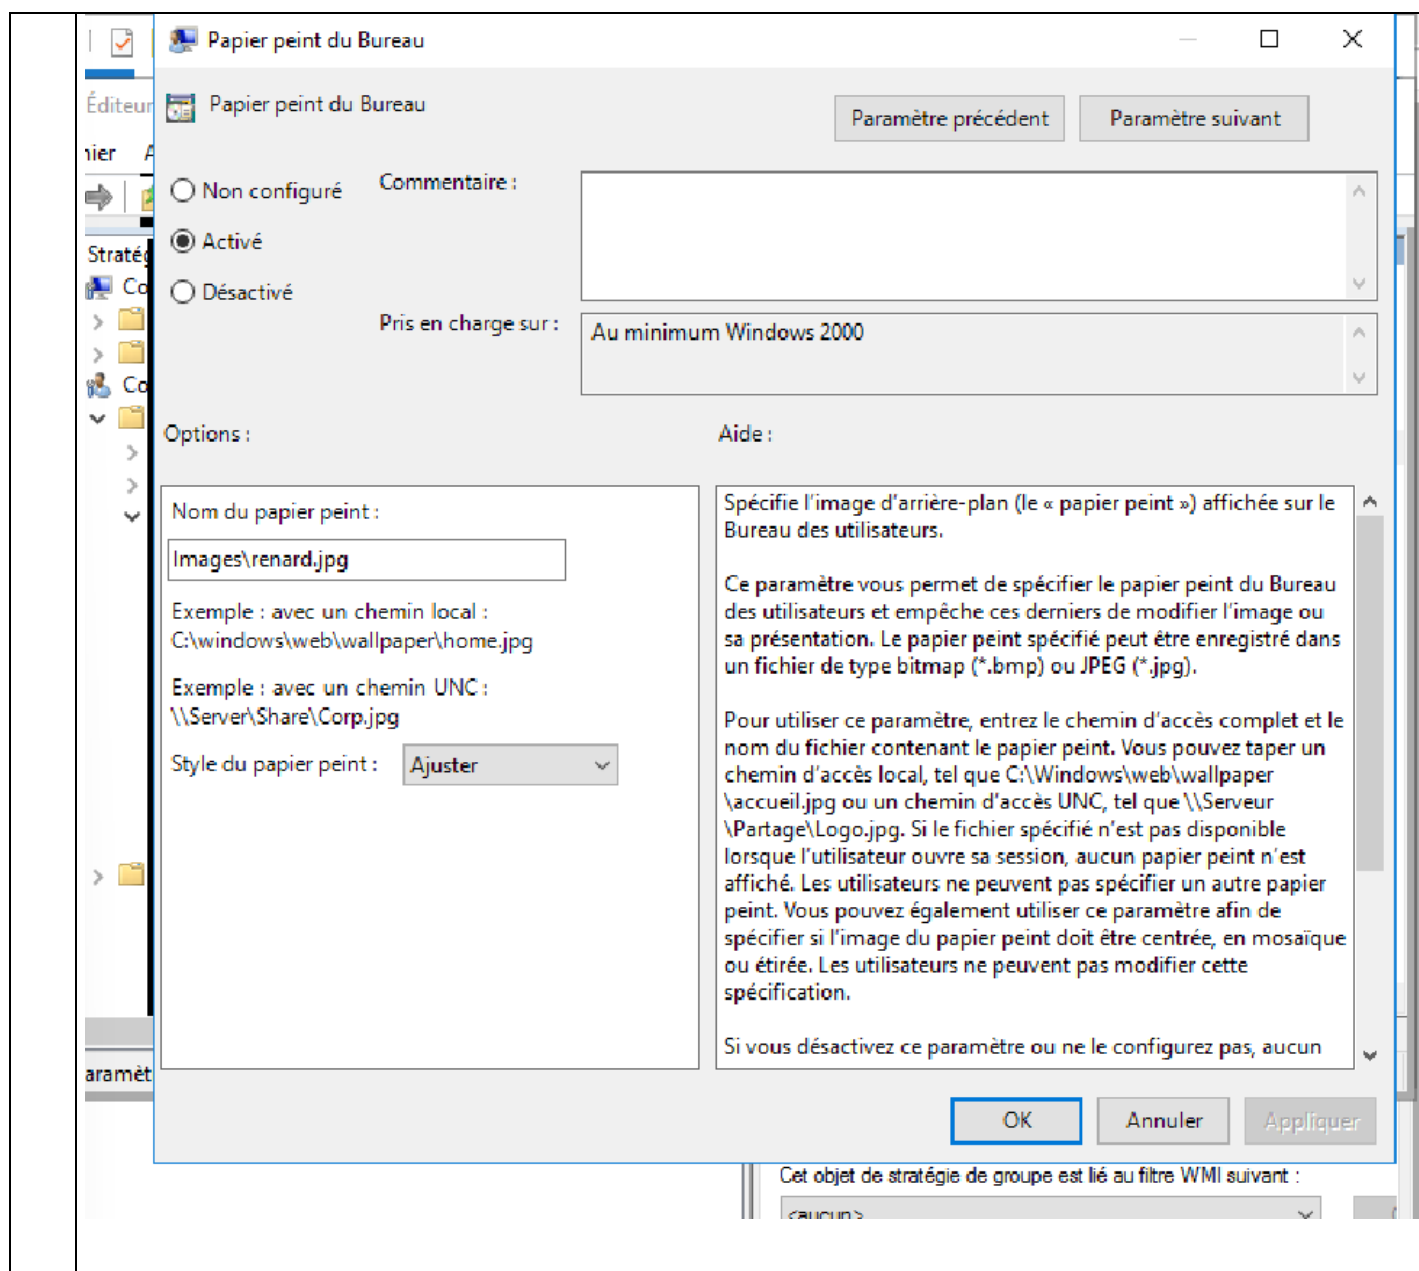 Papier peint du Bureau
Éditeur
Papier peint du Bureau
Paramètre précédent
Paramètre suivant
nier
Non configuré
Commentaire :
Activé
Straté
Co
Désactivé
Pris en charge sur :
Au minimum Windows 2000
Co
Options :
Aide :
Nom du papier peint :
Images\renard.jpg
Exemple : avec un chemin local :
C:\windows\web\wallpaper\home.jpg
Exemple : avec un chemin UNC :
\\Server\Share\Corp.jpg
Style du papier peint :
Ajuster
Spécifie l'image d'arrière-plan (le « papier peint ») affichée sur le
Bureau des utilisateurs.
Ce paramètre vous permet de spécifier le papier peint du Bureau
des utilisateurs et empêche ces derniers de modifier l'image ou
sa présentation. Le papier peint spécifié peut être enregistré dans
un fichier de type bitmap (*.bmp) ou JPEG (*.jpg).
Pour utiliser ce paramètre, entrez le chemin d'accès complet et le
nom du fichier contenant le papier peint. Vous pouvez taper un
chemin d'accès local, tel que C:\Windows\web\wallpaper
\accueil.jpg ou un chemin d'accès UNC, tel que \\Serveur
\Partage\Logo.jpg. Si le fichier spécifié n'est pas disponible
lorsque l'utilisateur ouvre sa session, aucun papier peint n'est
affiché. Les utilisateurs ne peuvent pas spécifier un autre papier
peint. Vous pouvez également utiliser ce paramètre afin de
spécifier si l'image du papier peint doit être centrée, en mosaïque
ou étirée. Les utilisateurs ne peuvent pas modifier cette
spécification.
Si vous désactivez ce paramètre ou ne le configurez pas, aucun
aramèt
OK
Annuler
Appliquer
Cet objet de stratégie de groupe est lié au filtre WMI suivant :
<aucun>